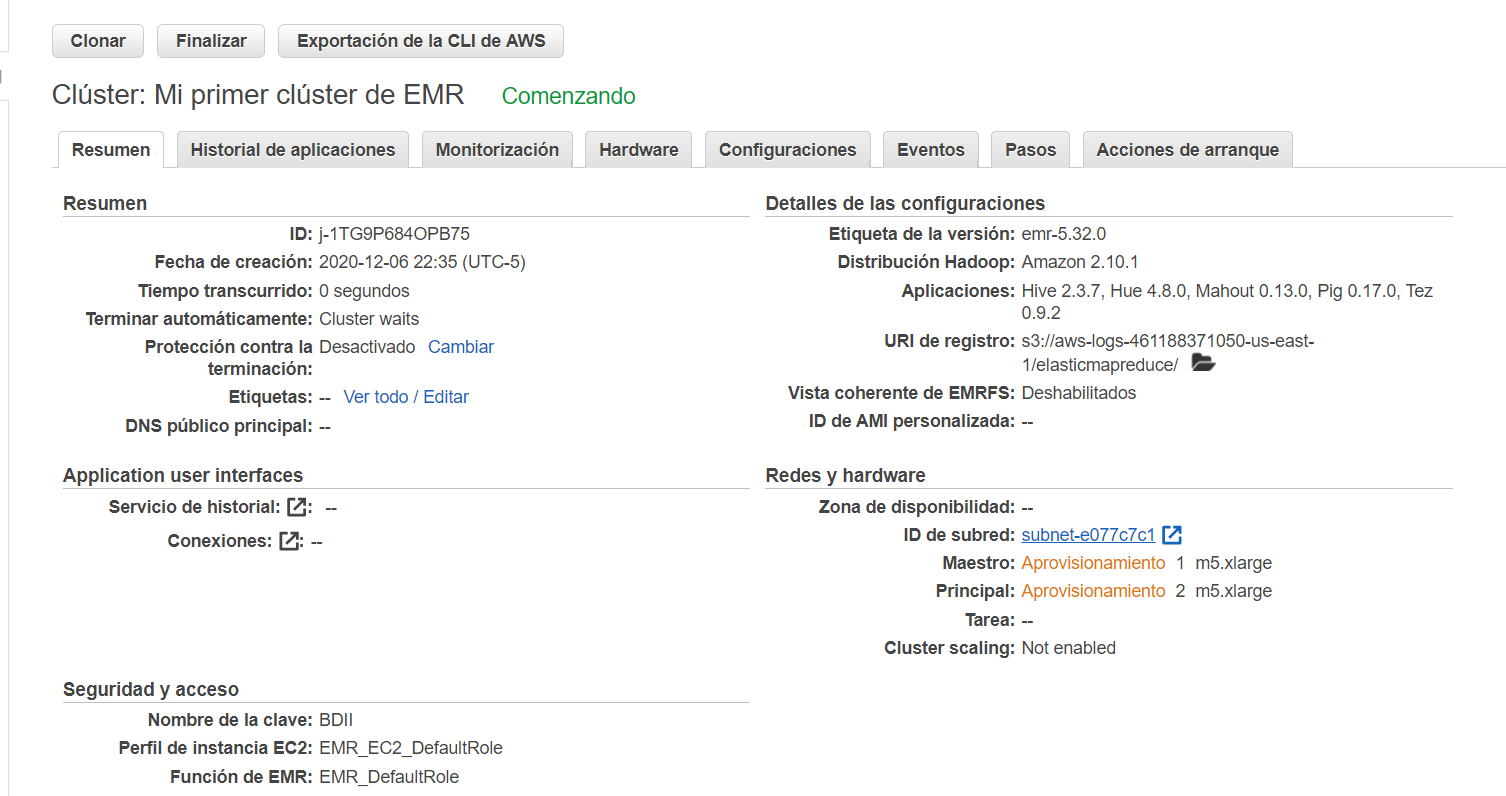 Clonar Finalizar Exportación de la CLI de AWS
Clúster: Mi primer clúster de EMR Comenzando
Resumen Historial de aplicaciones Monitorización Hardware Configuraciones Eventos Pasos Acciones de arranque
Resumen
ID: j-1TG9P684OPB75
Fecha de creación: 2020-12-06 22:35 (UTC-5)
Tiempo transcurrido: 0 segundos
Terminar automáticamente: Cluster waits
Protección contra la Desactivado Cambiar
terminación:
Etiquetas: -- Ver todo / Editar
DNS público principal: --
Detalles de las configuraciones
Etiqueta de la versión: emr-5.32.0
Distribución Hadoop: Amazon 2.10.1
Aplicaciones: Hive 2.3.7, Hue 4.8.0, Mahout 0.13.0, Pig 0.17.0, Tez
0.9.2
URI de registro: s3://aws-logs-461188371050-us-east-
1/elasticmapreduce/
Vista coherente de EMRFS: Deshabilitados
ID de AMI personalizada: --
Application user interfaces
Servicio de historial: : --
Conexiones: : --
Redes y hardware
Zona de disponibilidad: --
ID de subred: subnet-e077c7c1
Maestro: Aprovisionamiento 1 m5.xlarge
Principal: Aprovisionamiento 2 m5.xlarge
Tarea: --
Cluster scaling: Not enabled
Seguridad y acceso
Nombre de la clave: BDII
Perfil de instancia EC2: EMR_EC2_DefaultRole
Función de EMR: EMR_DefaultRole